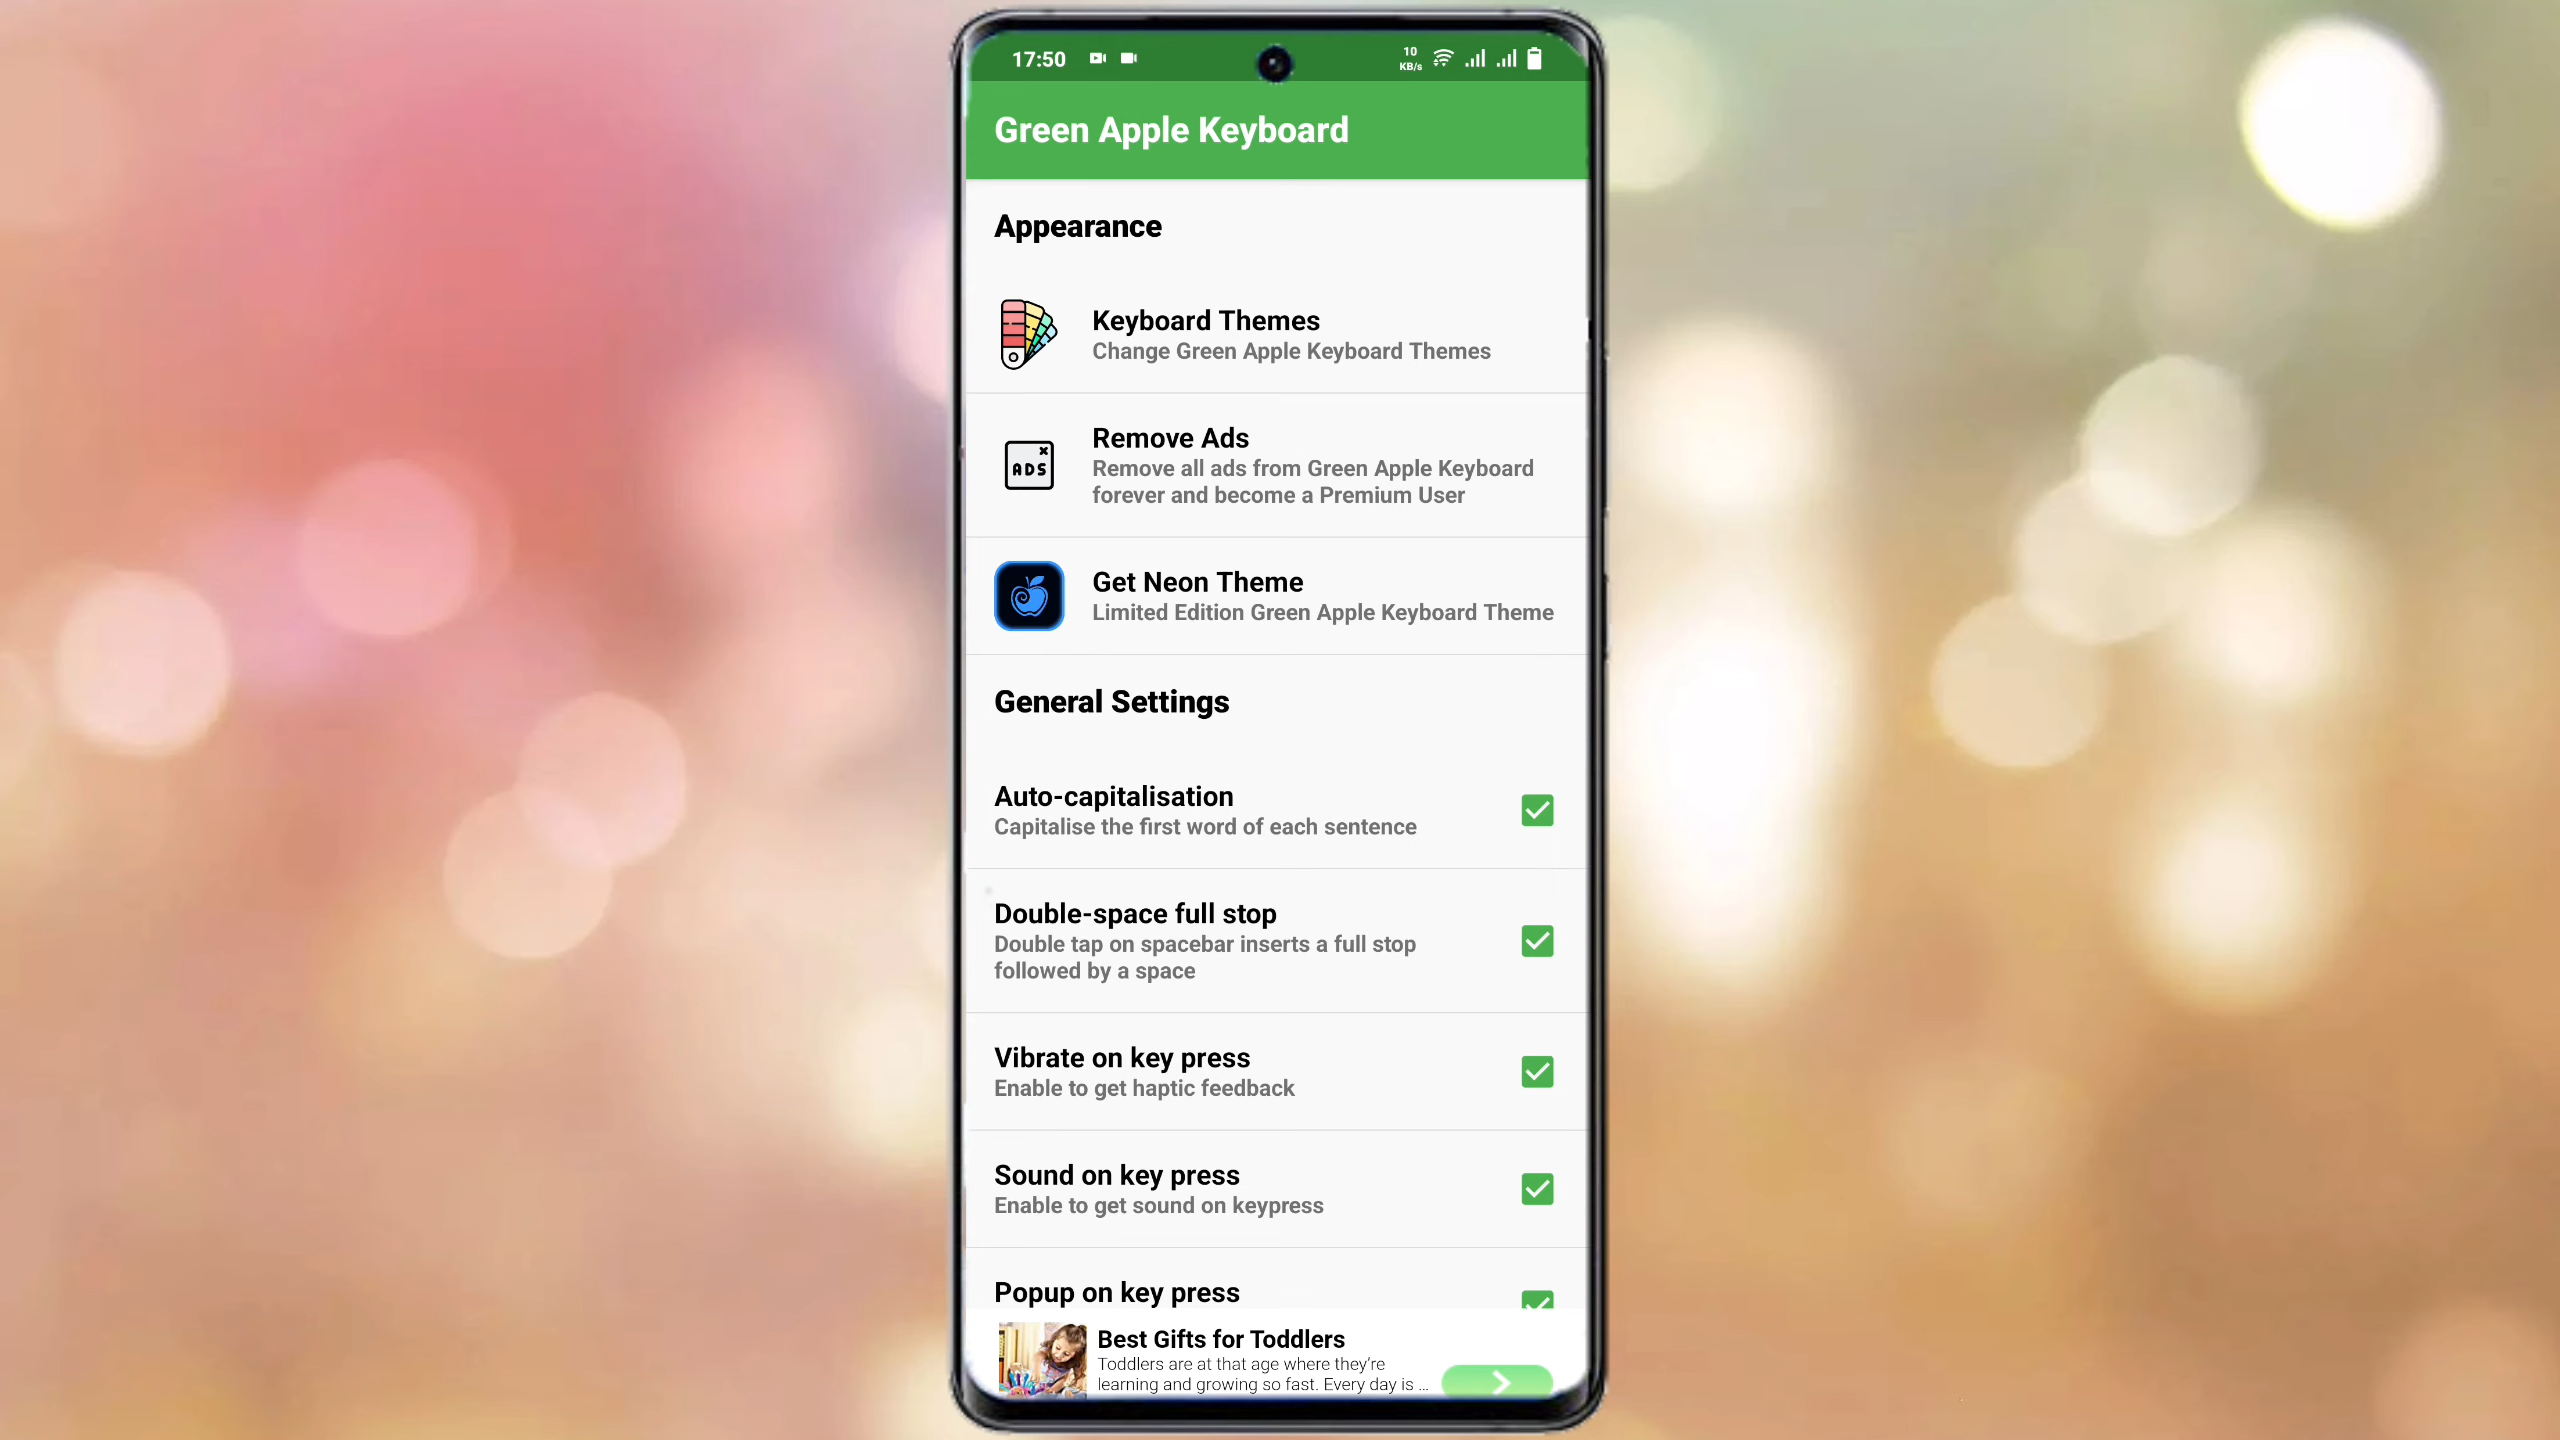 17:50
10
KB/s
Green Apple Keyboard
Appearance
Keyboard Themes
Change Green Apple Keyboard Themes
ADS
Remove Ads
Remove all ads from Green Apple Keyboard
forever and become a Premium User
Get Neon Theme
Limited Edition Green Apple Keyboard Theme
General Settings
Auto-capitalisation
Capitalise the first word of each sentence
Double-space full stop
Double tap on spacebar inserts a full stop
followed by a space
Vibrate on key press
Enable to get haptic feedback
Sound on key press
Enable to get sound on keypress
Popup on key press
Best Gifts for Toddlers
Toddlers are at that age where they're
learning and growing so fast. Every day is ...